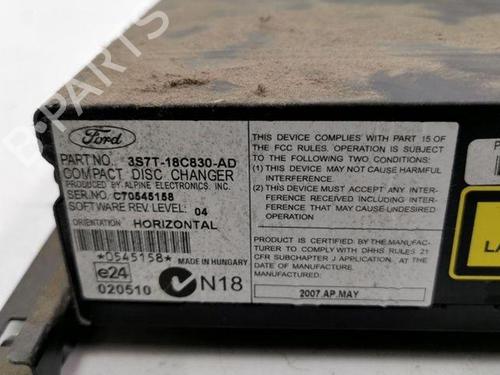 B-PARTS
Ford
PART NO. 3S7T-18C830-AD
COMPACT DISC CHANGER
PRODUCED BY ALPINE ELECTRONICS, INC.
SERI.NO. C70545158
SOFTWARE REV. LEVEL: 04
ORIENTATION HORIZONTAL
*0545158*
MADE IN HUNGARY
e24
020510
N18
THIS DEVICE COMPLIES WITH PART 15 OF
THE FCC RULES. OPERATION IS SUBJECT
TO THE FOLLOWING TWO CONDITIONS:
(1) THIS DEVICE MAY NOT CAUSE HARMFUL
INTERFERENCE.
(2) THIS DEVICE MUST ACCEPT ANY INTER-
FERENCE RECEIVED INCLUDING INTER-
FERENCE THAT MAY CAUSE-UNDESIRED
OPERATION
PRODUCT IS CERTIFIED BY THE MANUFAC-
TURER TO COMPLY WITH DHHS RULES 21
CFR SUBCHAPTER J APPLICATION, AT THE
DATE OF MANUFACTURE.
MANUFACTURED:
2007.AP.MAY
P
LA